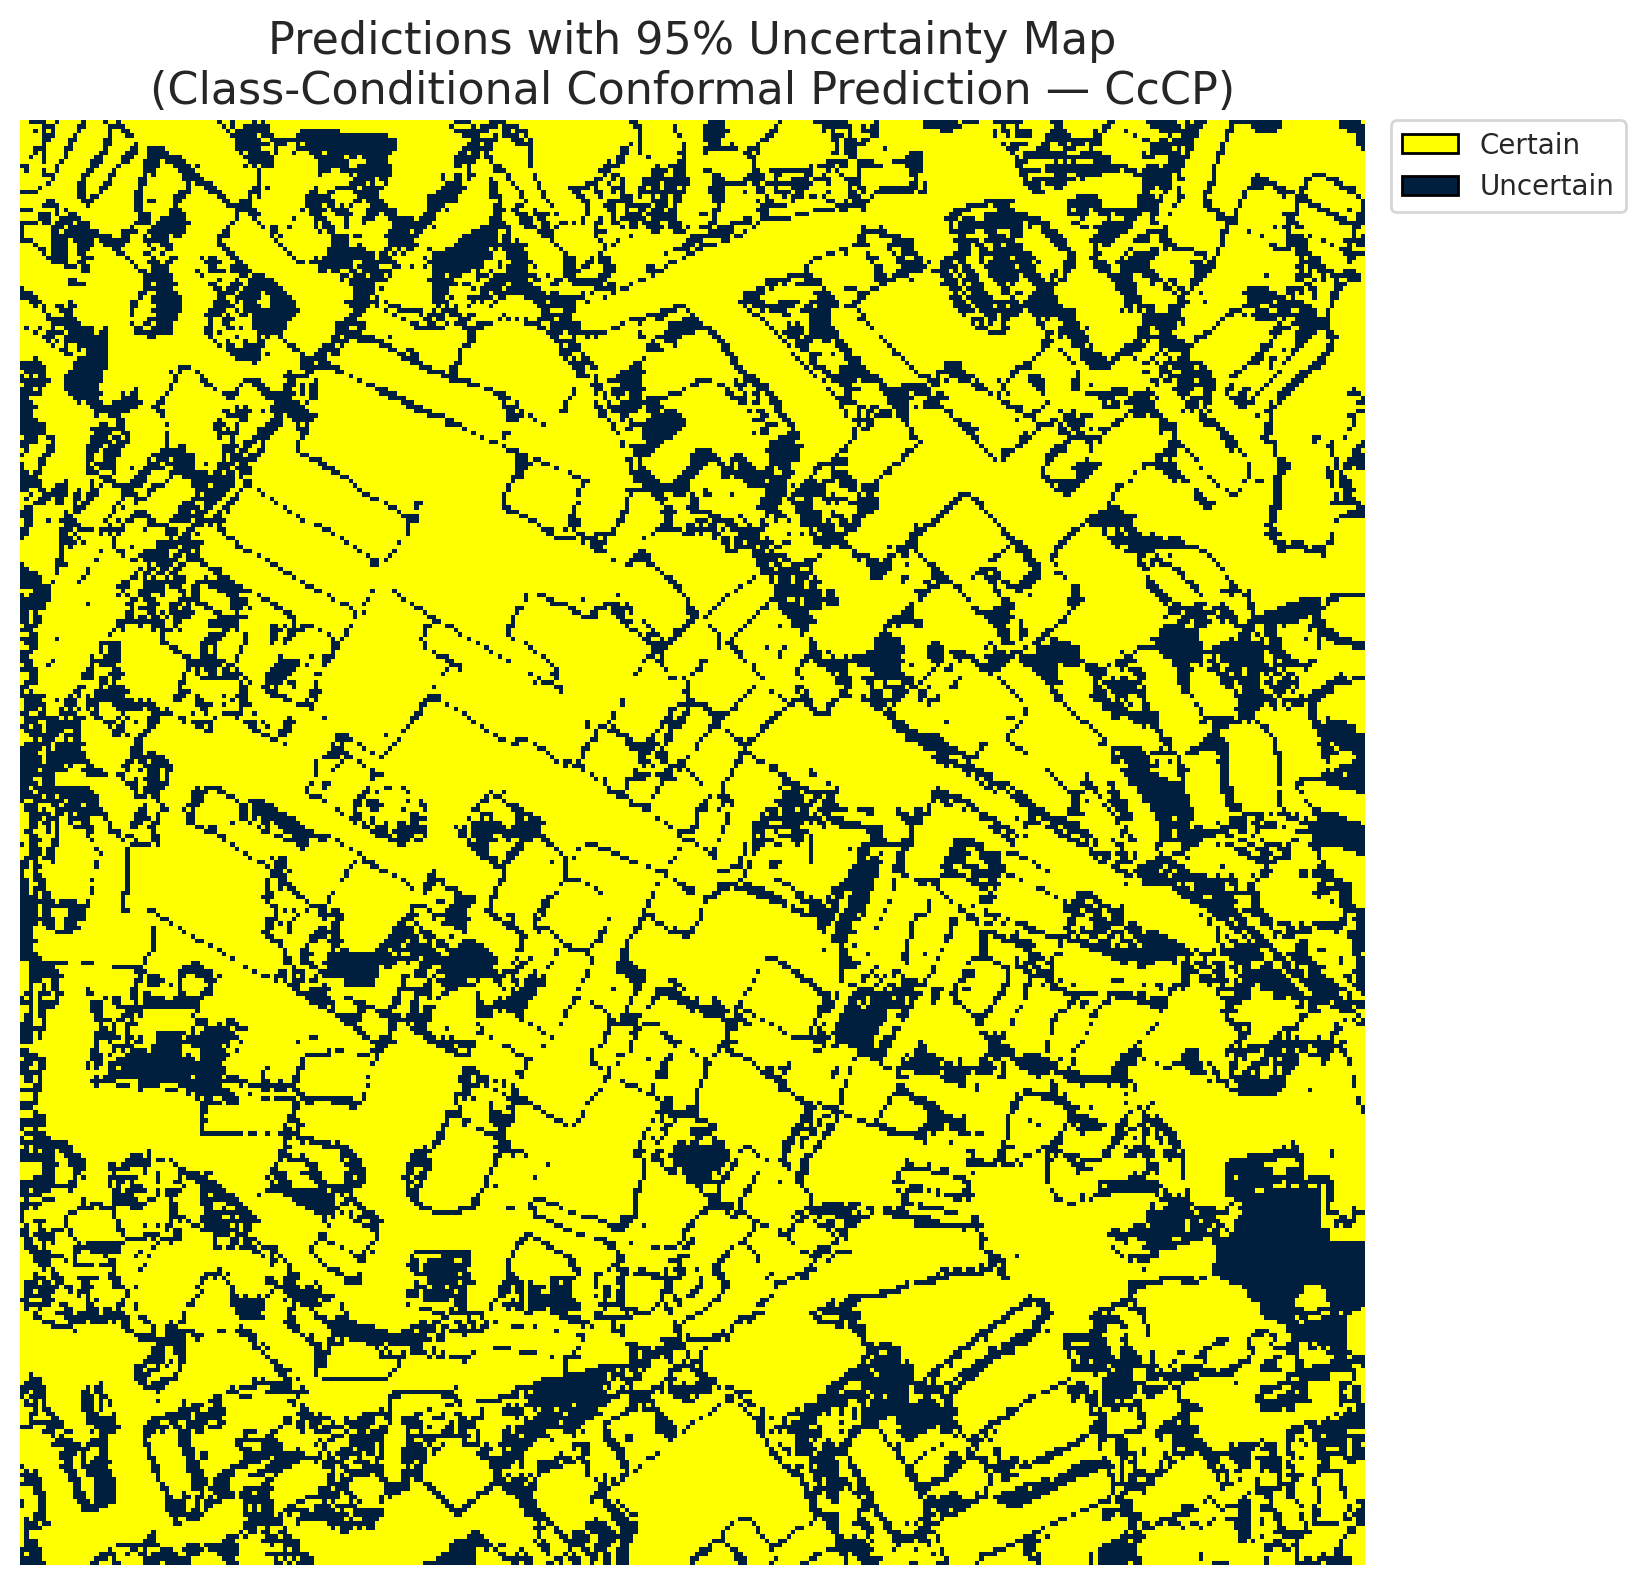 Predictions with 95% Uncertainty Map
(Class-Conditional Conformal Prediction — CcCP)
Certain
Uncertain